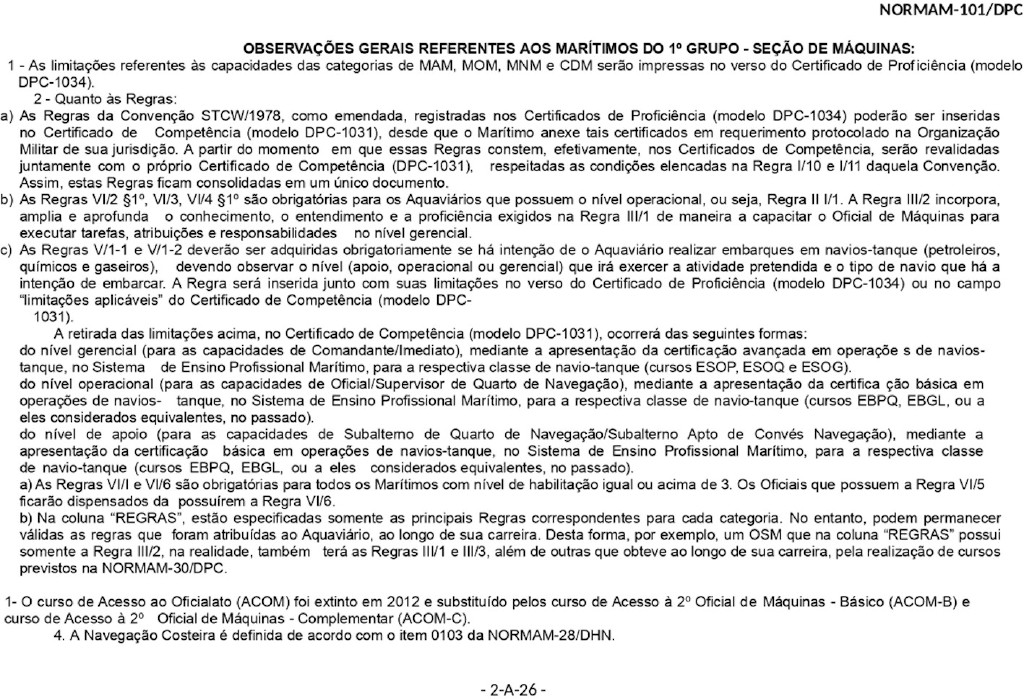 NORMAM-101/DPC
OBSERVAÇÕES GERAIS REFERENTES AOS MARÍTIMOS DO 1º GRUPO - SEÇÃO DE MÁQUINAS:
1 - As limitações referentes às capacidades das categorias de MAM, MOM, MNM e CDM serão impressas no verso do Certificado de Proficiência (modelo
DPC-1034).
2 - Quanto às Regras:
a) As Regras da Convenção STCW/1978, como emendada, registradas nos Certificados de Proficiência (modelo DPC-1034) poderão ser inseridas
no Certificado de Competência (modelo DPC-1031), desde que o Marítimo anexe tais certificados em requerimento protocolado na Organização
Militar de sua jurisdição. A partir do momento em que essas Regras constem, efetivamente, nos Certificados de Competência, serão revalidadas
juntamente com o próprio Certificado de Competência (DPC-1031), respeitadas as condições elencadas na Regra I/10 e I/11 daquela Convenção.
Assim, estas Regras ficam consolidadas em um único documento.
b) As Regras VI/2 §1º, VI/3, VI/4 §1º são obrigatórias para os Aquaviários que possuem o nível operacional, ou seja, Regra II I/1. A Regra III/2 incorpora,
amplia e aprofunda o conhecimento, o entendimento e a proficiência exigidos na Regra III/1 de maneira a capacitar o Oficial de Máquinas para
executar tarefas, atribuições e responsabilidades no nível gerencial.
c) As Regras V/1-1 e V/1-2 deverão ser adquiridas obrigatoriamente se há intenção de o Aquaviário realizar embarques em navios-tanque (petroleiros,
químicos e gaseiros), devendo observar o nível (apoio, operacional ou gerencial) que irá exercer a atividade pretendida e o tipo de navio que há a
intenção de embarcar. A Regra será inserida junto com suas limitações no verso do Certificado de Proficiência (modelo DPC-1034) ou no campo
"limitações aplicáveis" do Certificado de Competência (modelo DPC-
1031).
A retirada das limitações acima, no Certificado de Competência (modelo DPC-1031), ocorrerá das seguintes formas:
do nível gerencial (para as capacidades de Comandante/Imediato), mediante a apresentação da certificação avançada em operaçõe s de navios-
tanque, no Sistema de Ensino Profissional Marítimo, para a respectiva classe de navio-tanque (cursos ESOP, ESOQ e ESOG).
do nível operacional (para as capacidades de Oficial/Supervisor de Quarto de Navegação), mediante a apresentação da certifica ção básica em
operações de navios- tanque, no Sistema de Ensino Profissional Marítimo, para a respectiva classe de navio-tanque (cursos EBPQ, EBGL, ou a
eles considerados equivalentes, no passado).
do nível de apoio (para as capacidades de Subalterno de Quarto de Navegação/Subalterno Apto de Convés Navegação), mediante a
apresentação da certificação básica em operações de navios-tanque, no Sistema de Ensino Profissional Marítimo, para a respectiva classe
de navio-tanque (cursos EBPQ, EBGL, ou a eles considerados equivalentes, no passado).
a) As Regras VI/I e VI/6 são obrigatórias para todos os Marítimos com nível de habilitação igual ou acima de 3. Os Oficiais que possuem a Regra VI/5
ficarão dispensados da possuírem a Regra VI/6.
b) Na coluna "REGRAS", estão especificadas somente as principais Regras correspondentes para cada categoria. No entanto, podem permanecer
válidas as regras que foram atribuídas ao Aquaviário, ao longo de sua carreira. Desta forma, por exemplo, um OSM que na coluna "REGRAS" possui
somente a Regra III/2, na realidade, também terá as Regras III/1 e III/3, além de outras que obteve ao longo de sua carreira, pela realização de cursos
previstos na NORMAM-30/DPC.
1- O curso de Acesso ao Oficialato (ACOM) foi extinto em 2012 e substituído pelos curso de Acesso à 2º Oficial de Máquinas - Básico (ACOM-B) e
curso de Acesso à 2º Oficial de Máquinas - Complementar (ACOM-C).
4. A Navegação Costeira é definida de acordo com o item 0103 da NORMAM-28/DHN.
- 2-A-26 -